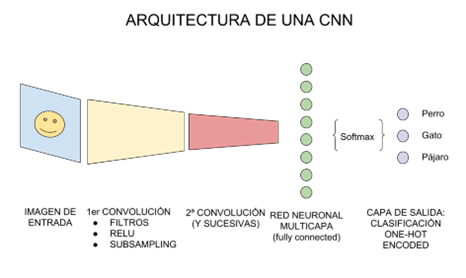 ARQUITECTURA DE UNA CNN
Softmax
Perro
Gato
Pájaro
IMAGEN DE
ENTRADA
1er CONVOLUCIÓN
● FILTROS
● RELU
● SUBSAMPLING
2ª CONVOLUCIÓN
(Y SUCESIVAS)
RED NEURONAL
MULTICAPA
(fully connected)
CAPA DE SALIDA:
CLASIFICACIÓN
ONE-HOT
ENCODED